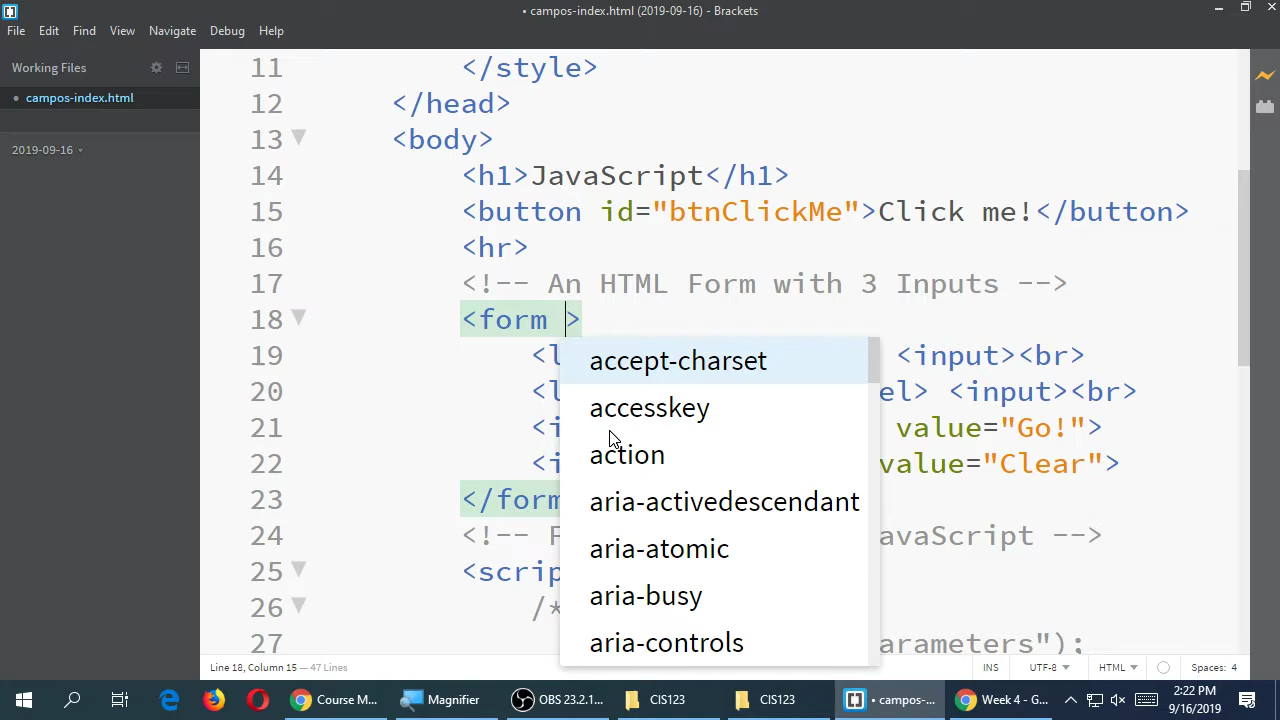 • campos-index.html (2019-09-16) - Brackets
File Edit Find View Navigate Debug Help
Working Files
• campos-index.html
2019-09-16
11 </style>
12 </head>
13 <body>
14 <h1>JavaScript</h1>
15 <button id="btnClickMe">Click me!</button>
16 <hr>
17 <!-- An HTML Form with 3 Inputs -->
18 <form >
19 <l <input><br>
20 <l el> <input><br>
21 <i value="Go!">
22 <i value="Clear">
23 </form
24 <!-- F avaScript -->
25 <scrip
26 /*
27 arameters");
accept-charset
accesskey
action
aria-activedescendant
aria-atomic
aria-busy
aria-controls
Line 18, Column 15 — 47 Lines
INS UTF-8 HTML Spaces: 4
Course M... Magnifier OBS 23.2.1... CIS123 CIS123 • campos-... Week 4 - G...
2:22 PM
9/16/2019